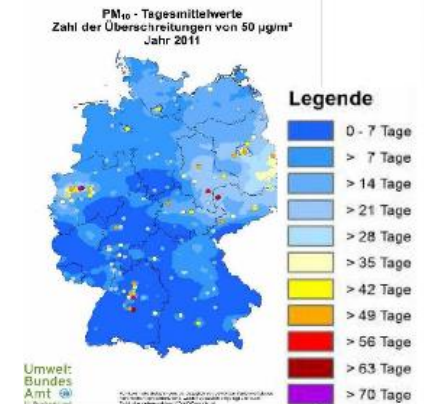 PM₁₀ - Tagesmittelwerte
Zahl der Überschreitungen von 50 µg/m³
Jahr 2011
Legende
0 - 7 Tage
> 7 Tage
> 14 Tage
> 21 Tage
> 28 Tage
> 35 Tage
> 42 Tage
> 49 Tage
> 56 Tage
> 63 Tage
> 70 Tage
Umwelt
Bundes
Amt